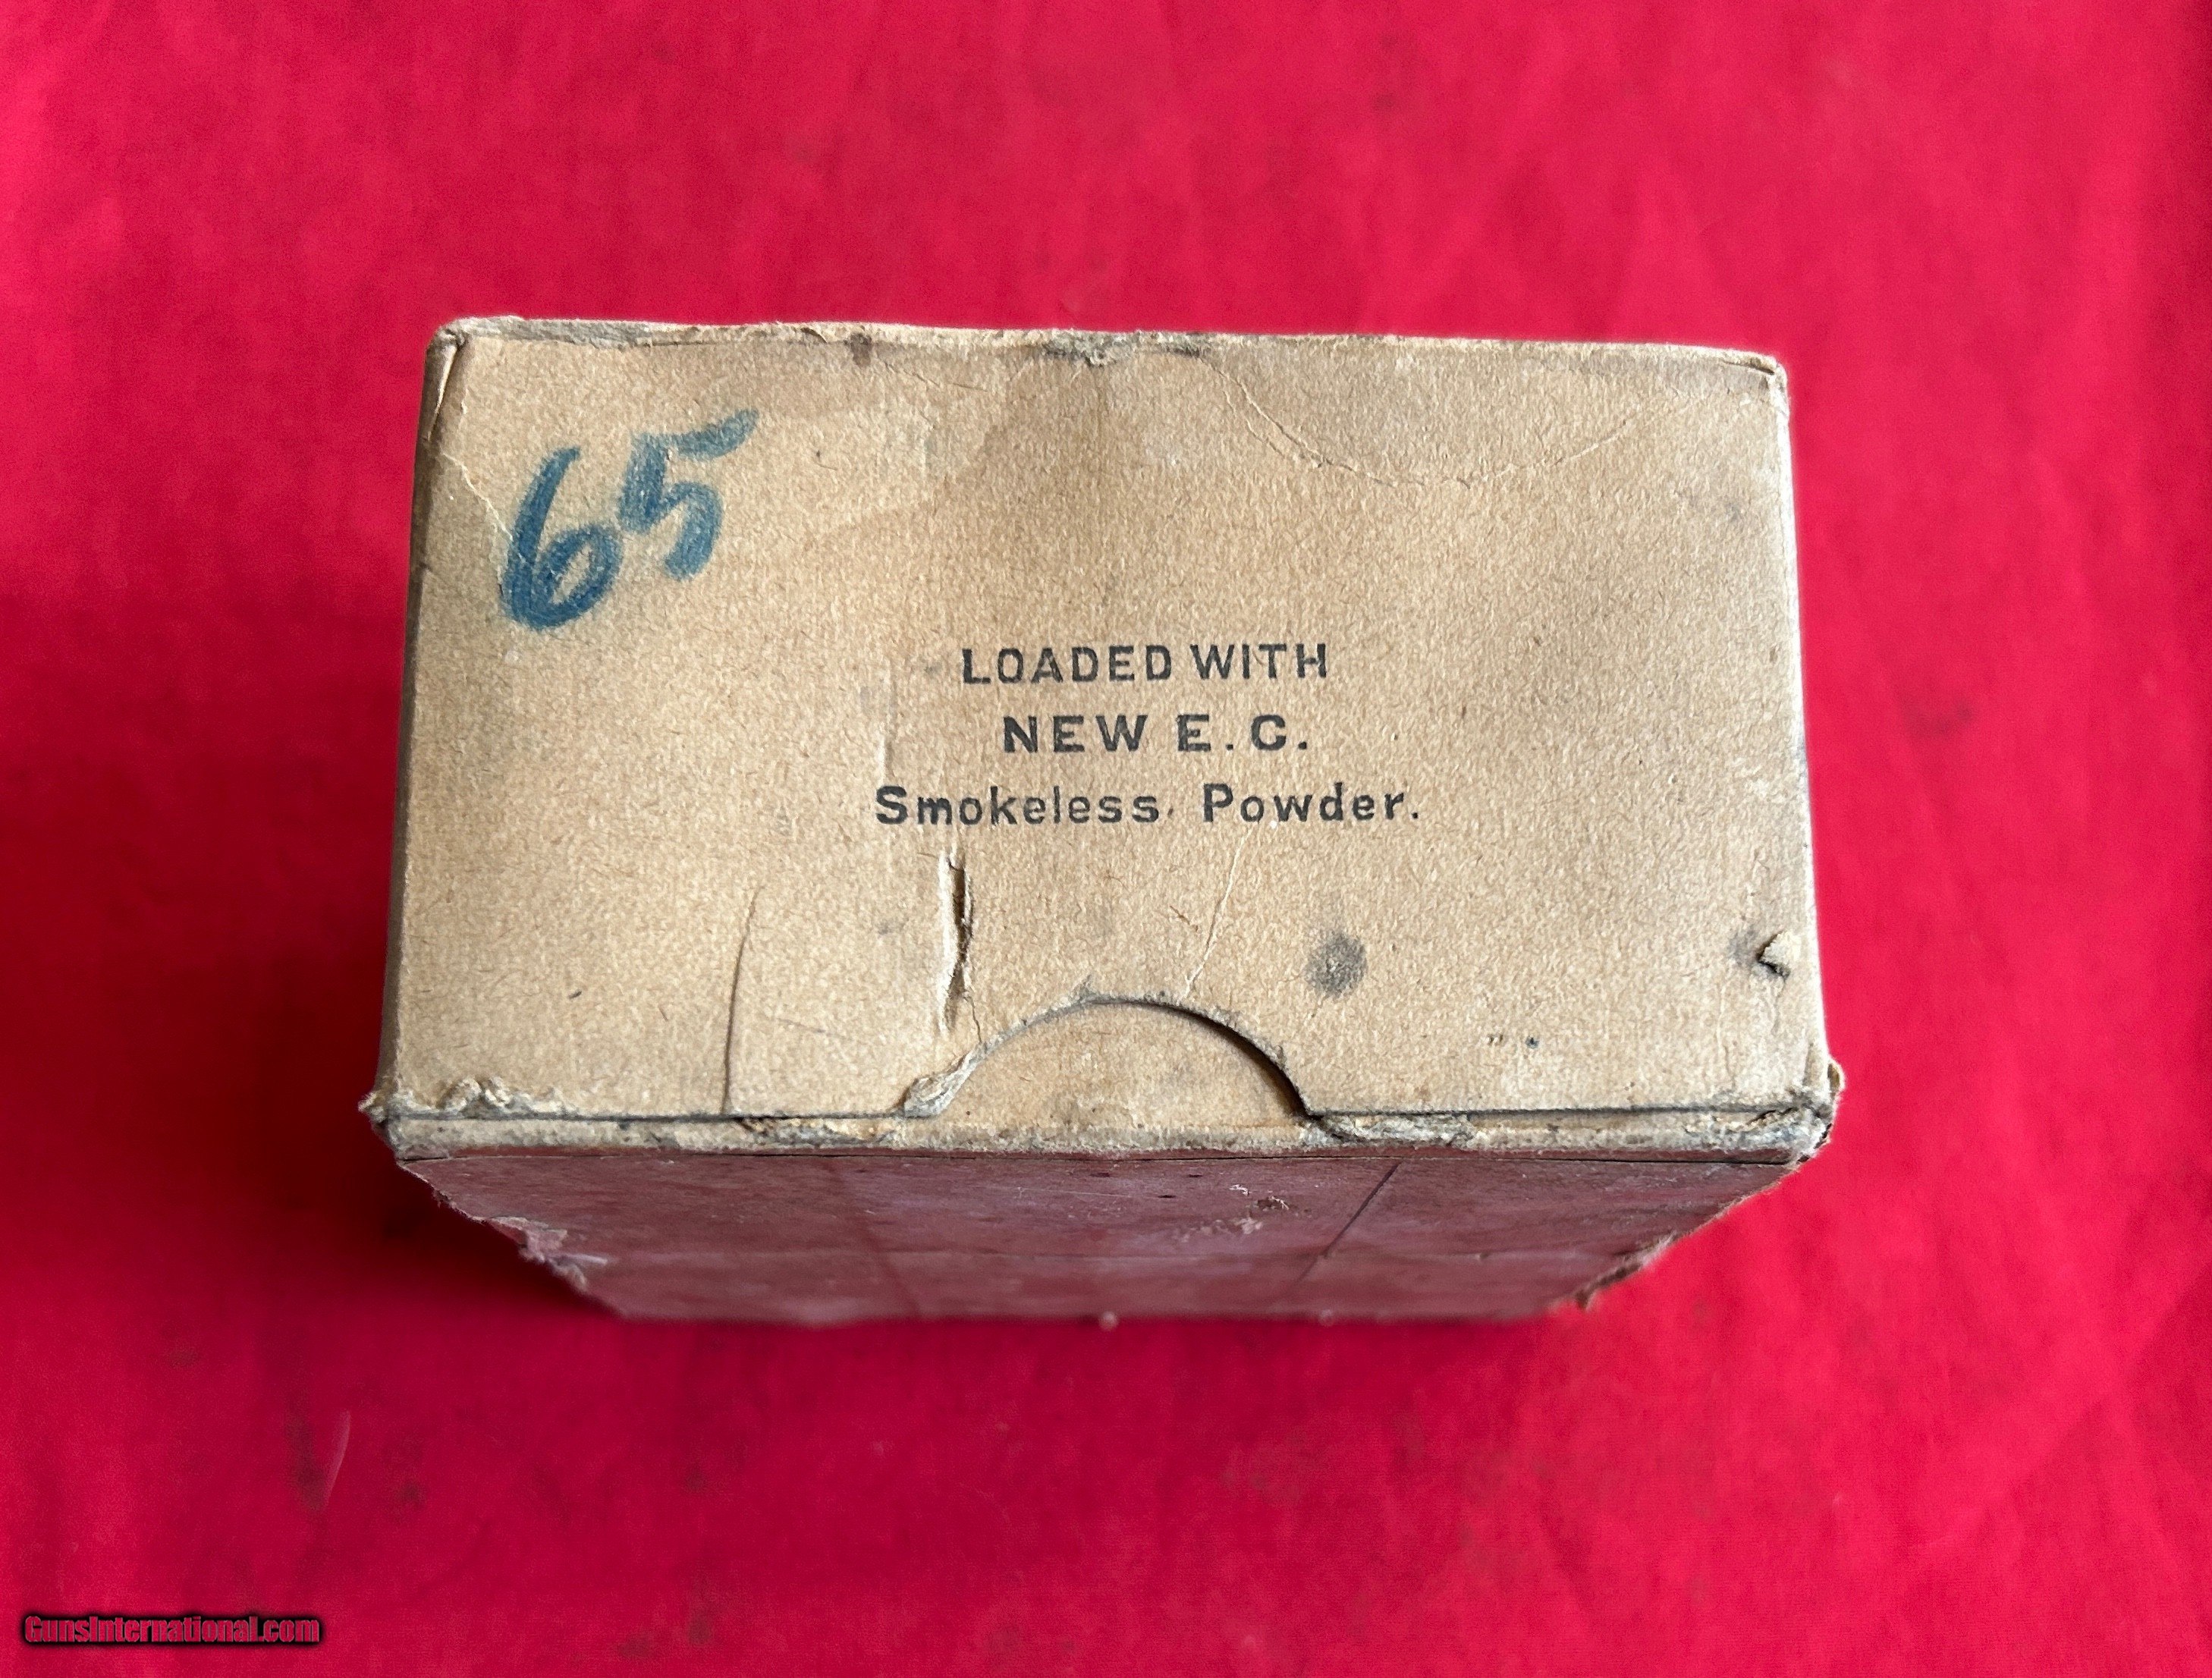 65
LOADED WITH
NEW E.C.
Smokeless Powder.
GunsInternational.com